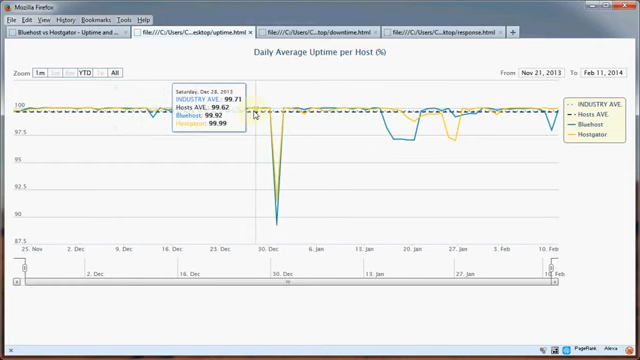 Mozilla Firefox
File Edit View History Bookmarks Tools Help
Bluehost vs Hostgator - Uptime and ...
file:///C:/Users/C...esktop/uptime.html
file:///C:/Users/C...top/downtime.html
file:///C:/Users/C...ktop/response.html
Daily Average Uptime per Host (%)
Zoom 1m YTD 1y All
From Nov 21, 2013 To Feb 11, 2014
Saturday, Dec 28, 2013
INDUSTRY AVE.: 99.71
Hosts AVE.: 99.62
Bluehost: 99.92
Hostgator: 99.99
INDUSTRY AVE.
Hosts AVE.
Bluehost
Hostgator
100
97.5
95
92.5
90
87.5
25. Nov 2. Dec 9. Dec 16. Dec 23. Dec 30. Dec 6. Jan 13. Jan 20. Jan 27. Jan 3. Feb 10. Feb
2. Dec 16. Dec 30. Dec 13. Jan 27. Jan 10. Feb
PageRank Alexa